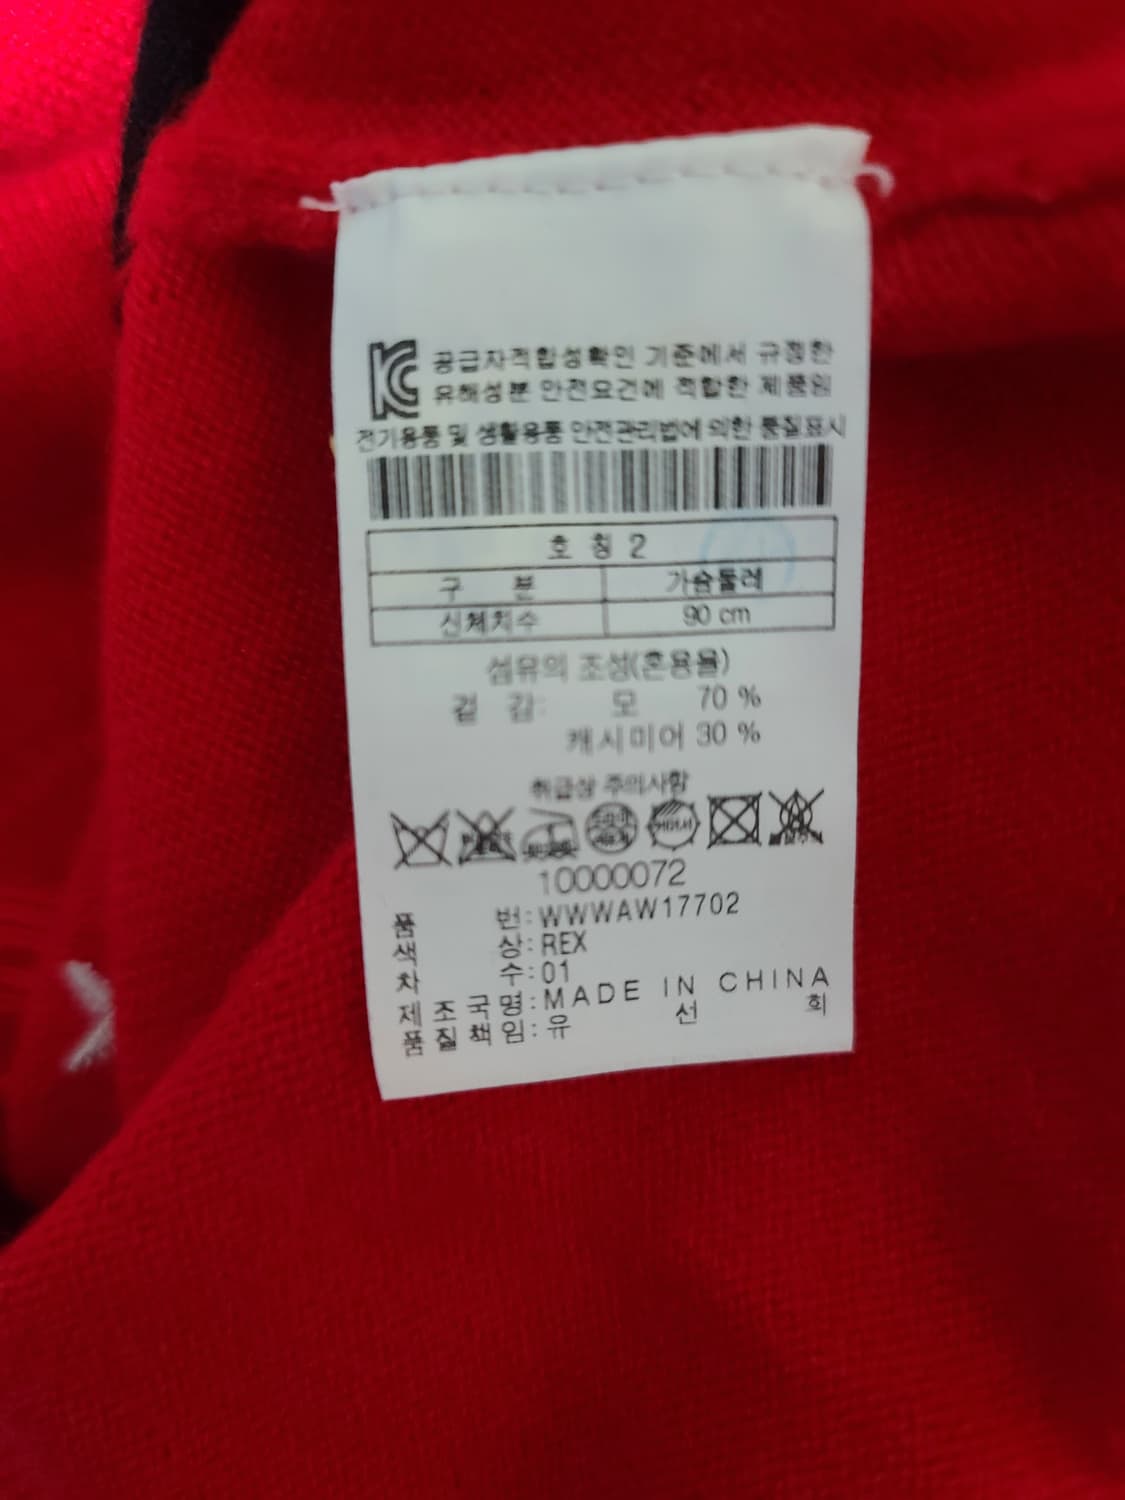 공급자적합성확인 기준에서 규정한
유해성분 안전요건에 적합한 제품임
전기용품 및 생활용품 안전관리법에 의한 품질표시
호 칭 2
구 분 가슴둘레
신체치수 90 cm
섬유의 조성(혼용율)
겉 감: 모 70 %
캐시미어 30 %
취급상 주의사항
10000072
품 번: WWWAW17702
색 상: REX
차 수: 01
제 조 국 명: MADE IN CHINA
품 질 책 임: 유 선 회